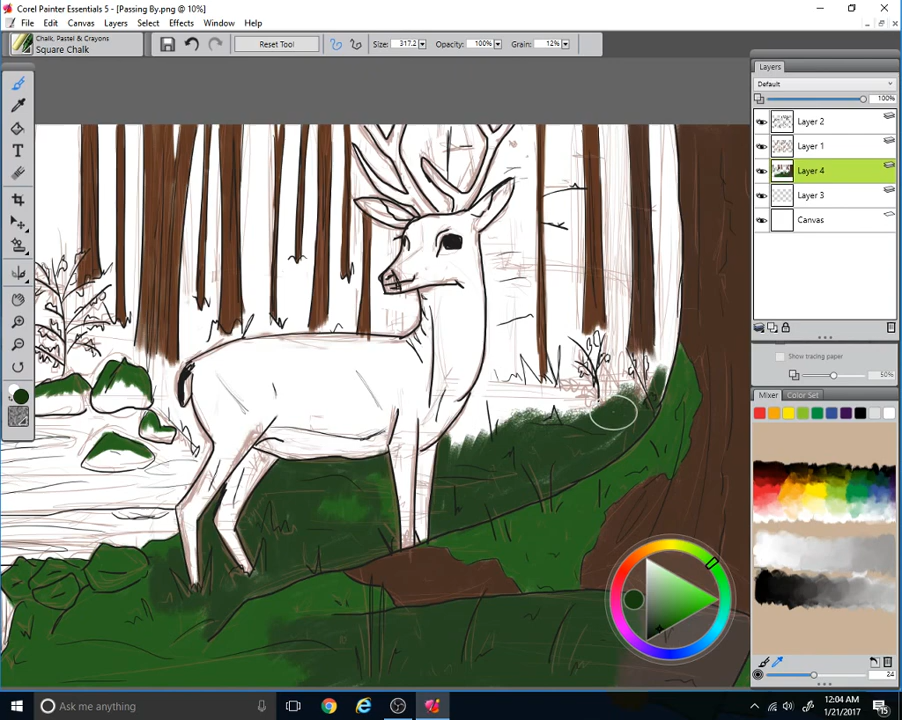 Corel Painter Essentials 5 - [Passing By.png @ 10%]
File Edit Canvas Layers Select Effects Window Help
Chalk, Pastel & Crayons
Square Chalk
Reset Tool
Size: 317.2
Opacity: 100%
Grain: 12%
Layers
Default
100%
Layer 2
Layer 1
Layer 4
Layer 3
Canvas
Show tracing paper
50%
Mixer Color Set
24
Ask me anything
12:04 AM
1/21/2017
15